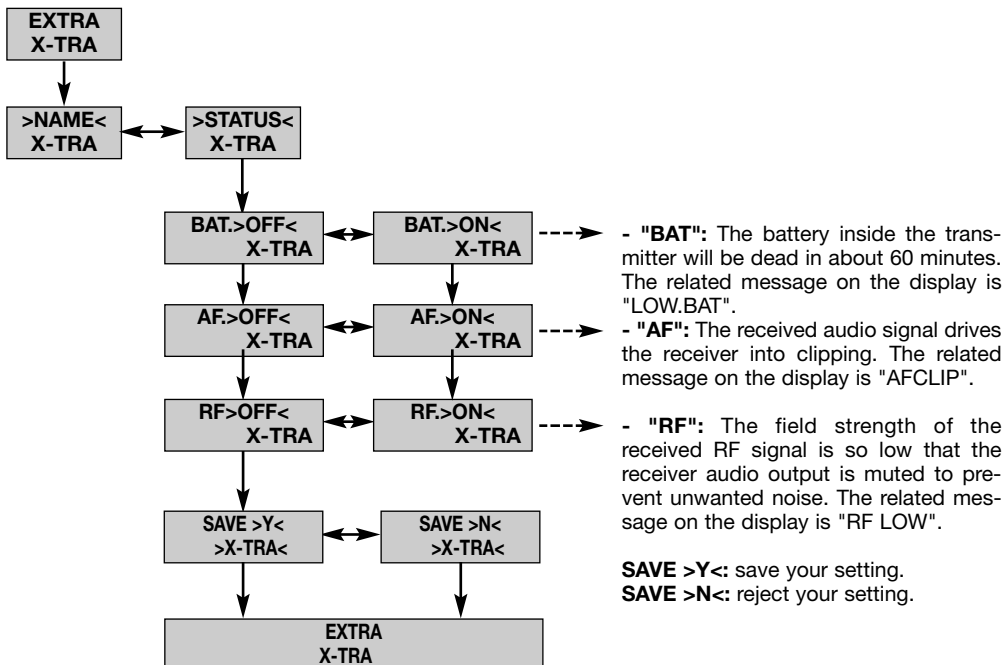 EXTRA
X-TRA
>NAME<
X-TRA
>STATUS<
X-TRA
BAT.>OFF<
X-TRA
BAT.>ON<
X-TRA
- "BAT": The battery inside the trans-
mitter will be dead in about 60 minutes.
The related message on the display is
"LOW.BAT".
AF.>OFF<
X-TRA
AF.>ON<
X-TRA
- "AF": The received audio signal drives
the receiver into clipping. The related
message on the display is "AFCLIP".
RF>OFF<
X-TRA
RF.>ON<
X-TRA
- "RF": The field strength of the
received RF signal is so low that the
receiver audio output is muted to pre-
vent unwanted noise. The related mes-
sage on the display is "RF LOW".
SAVE >Y<
>X-TRA<
SAVE >N<
>X-TRA<
SAVE >Y<: save your setting.
SAVE >N<: reject your setting.
EXTRA
X-TRA